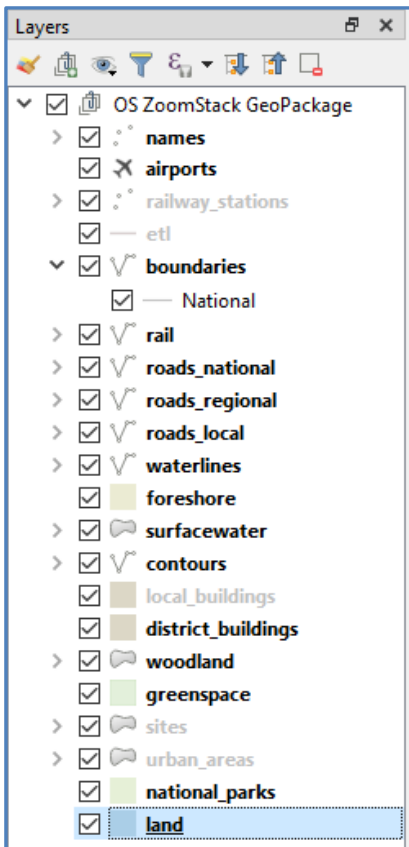 Layers
OS ZoomStack GeoPackage
names
airports
railway_stations
etl
boundaries
National
rail
roads_national
roads_regional
roads_local
waterlines
foreshore
surfacewater
contours
local_buildings
district_buildings
woodland
greenspace
sites
urban_areas
national_parks
land